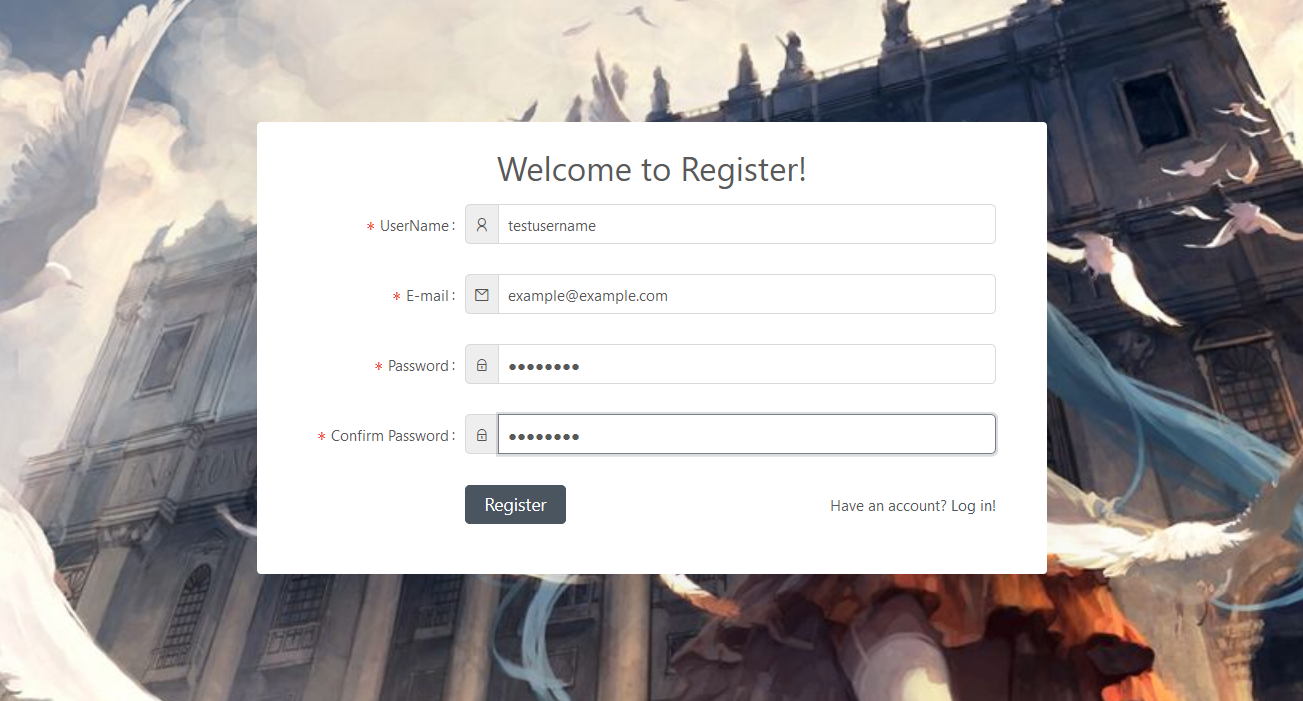 Welcome to Register!
* UserName :
testusername
* E-mail :
example@example.com
* Password :
••••••••
* Confirm Password :
••••••••
Register
Have an account? Log in!